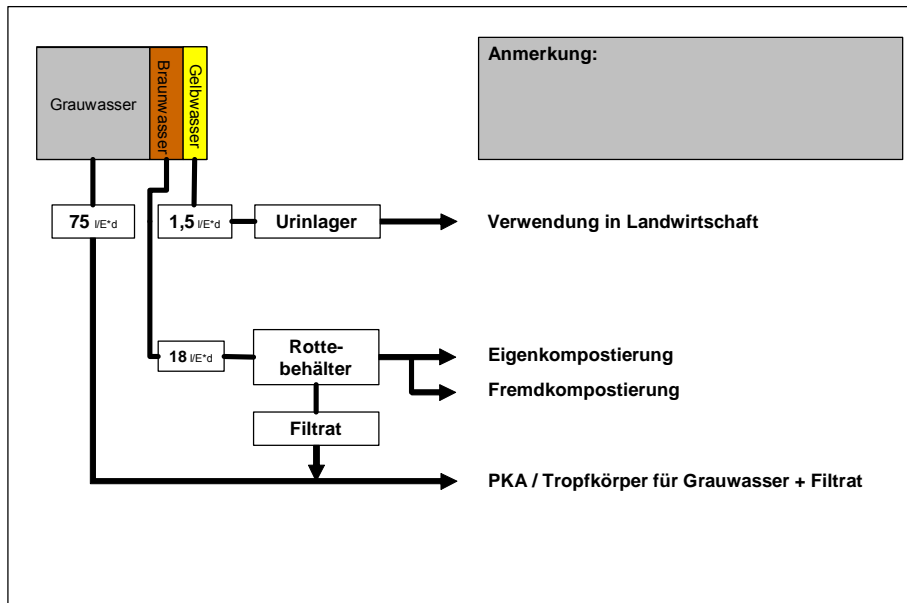 Anmerkung:
Grauwasser
Braunwasser
Gelbwasser
75 l/E*d
1,5 l/E*d
Urinlager
Verwendung in Landwirtschaft
18 l/E*d
Rotte-
behälter
Eigenkompostierung
Fremdkompostierung
Filtrat
PKA / Tropfkörper für Grauwasser + Filtrat